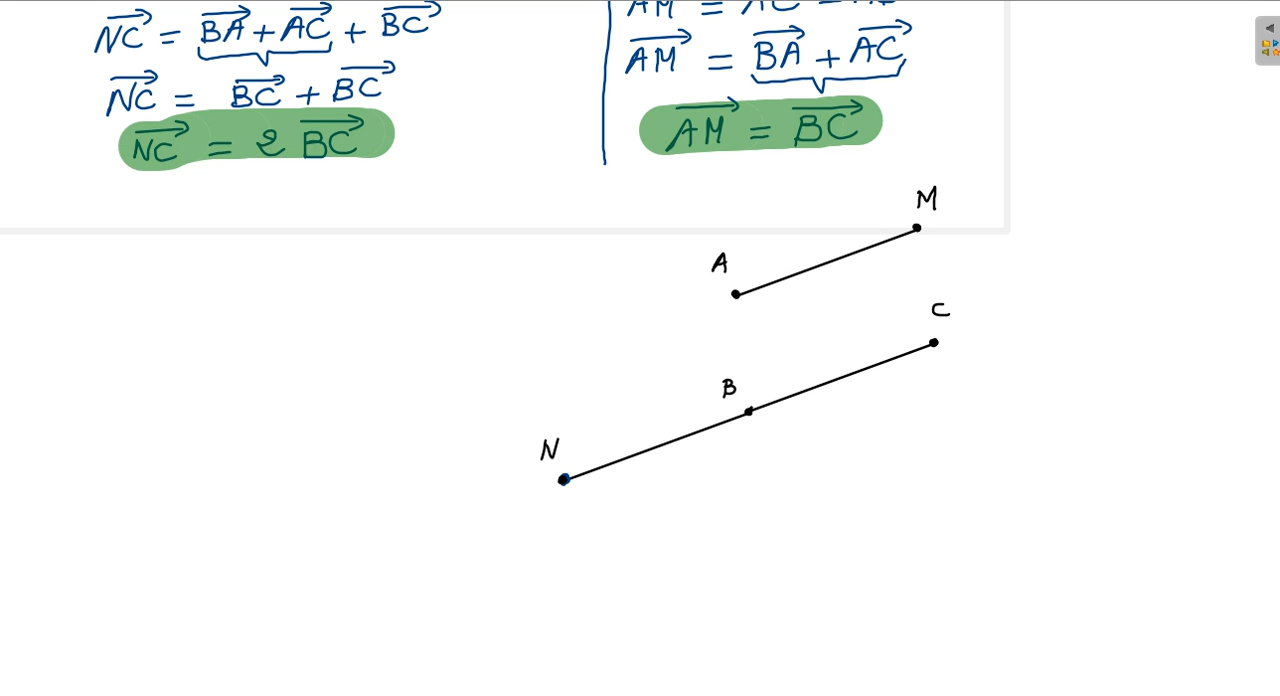 NC = BA + AC + BC
NC = BC + BC
NC = 2 BC
AM = BA + AC
AM = BC
M
A
C
B
N